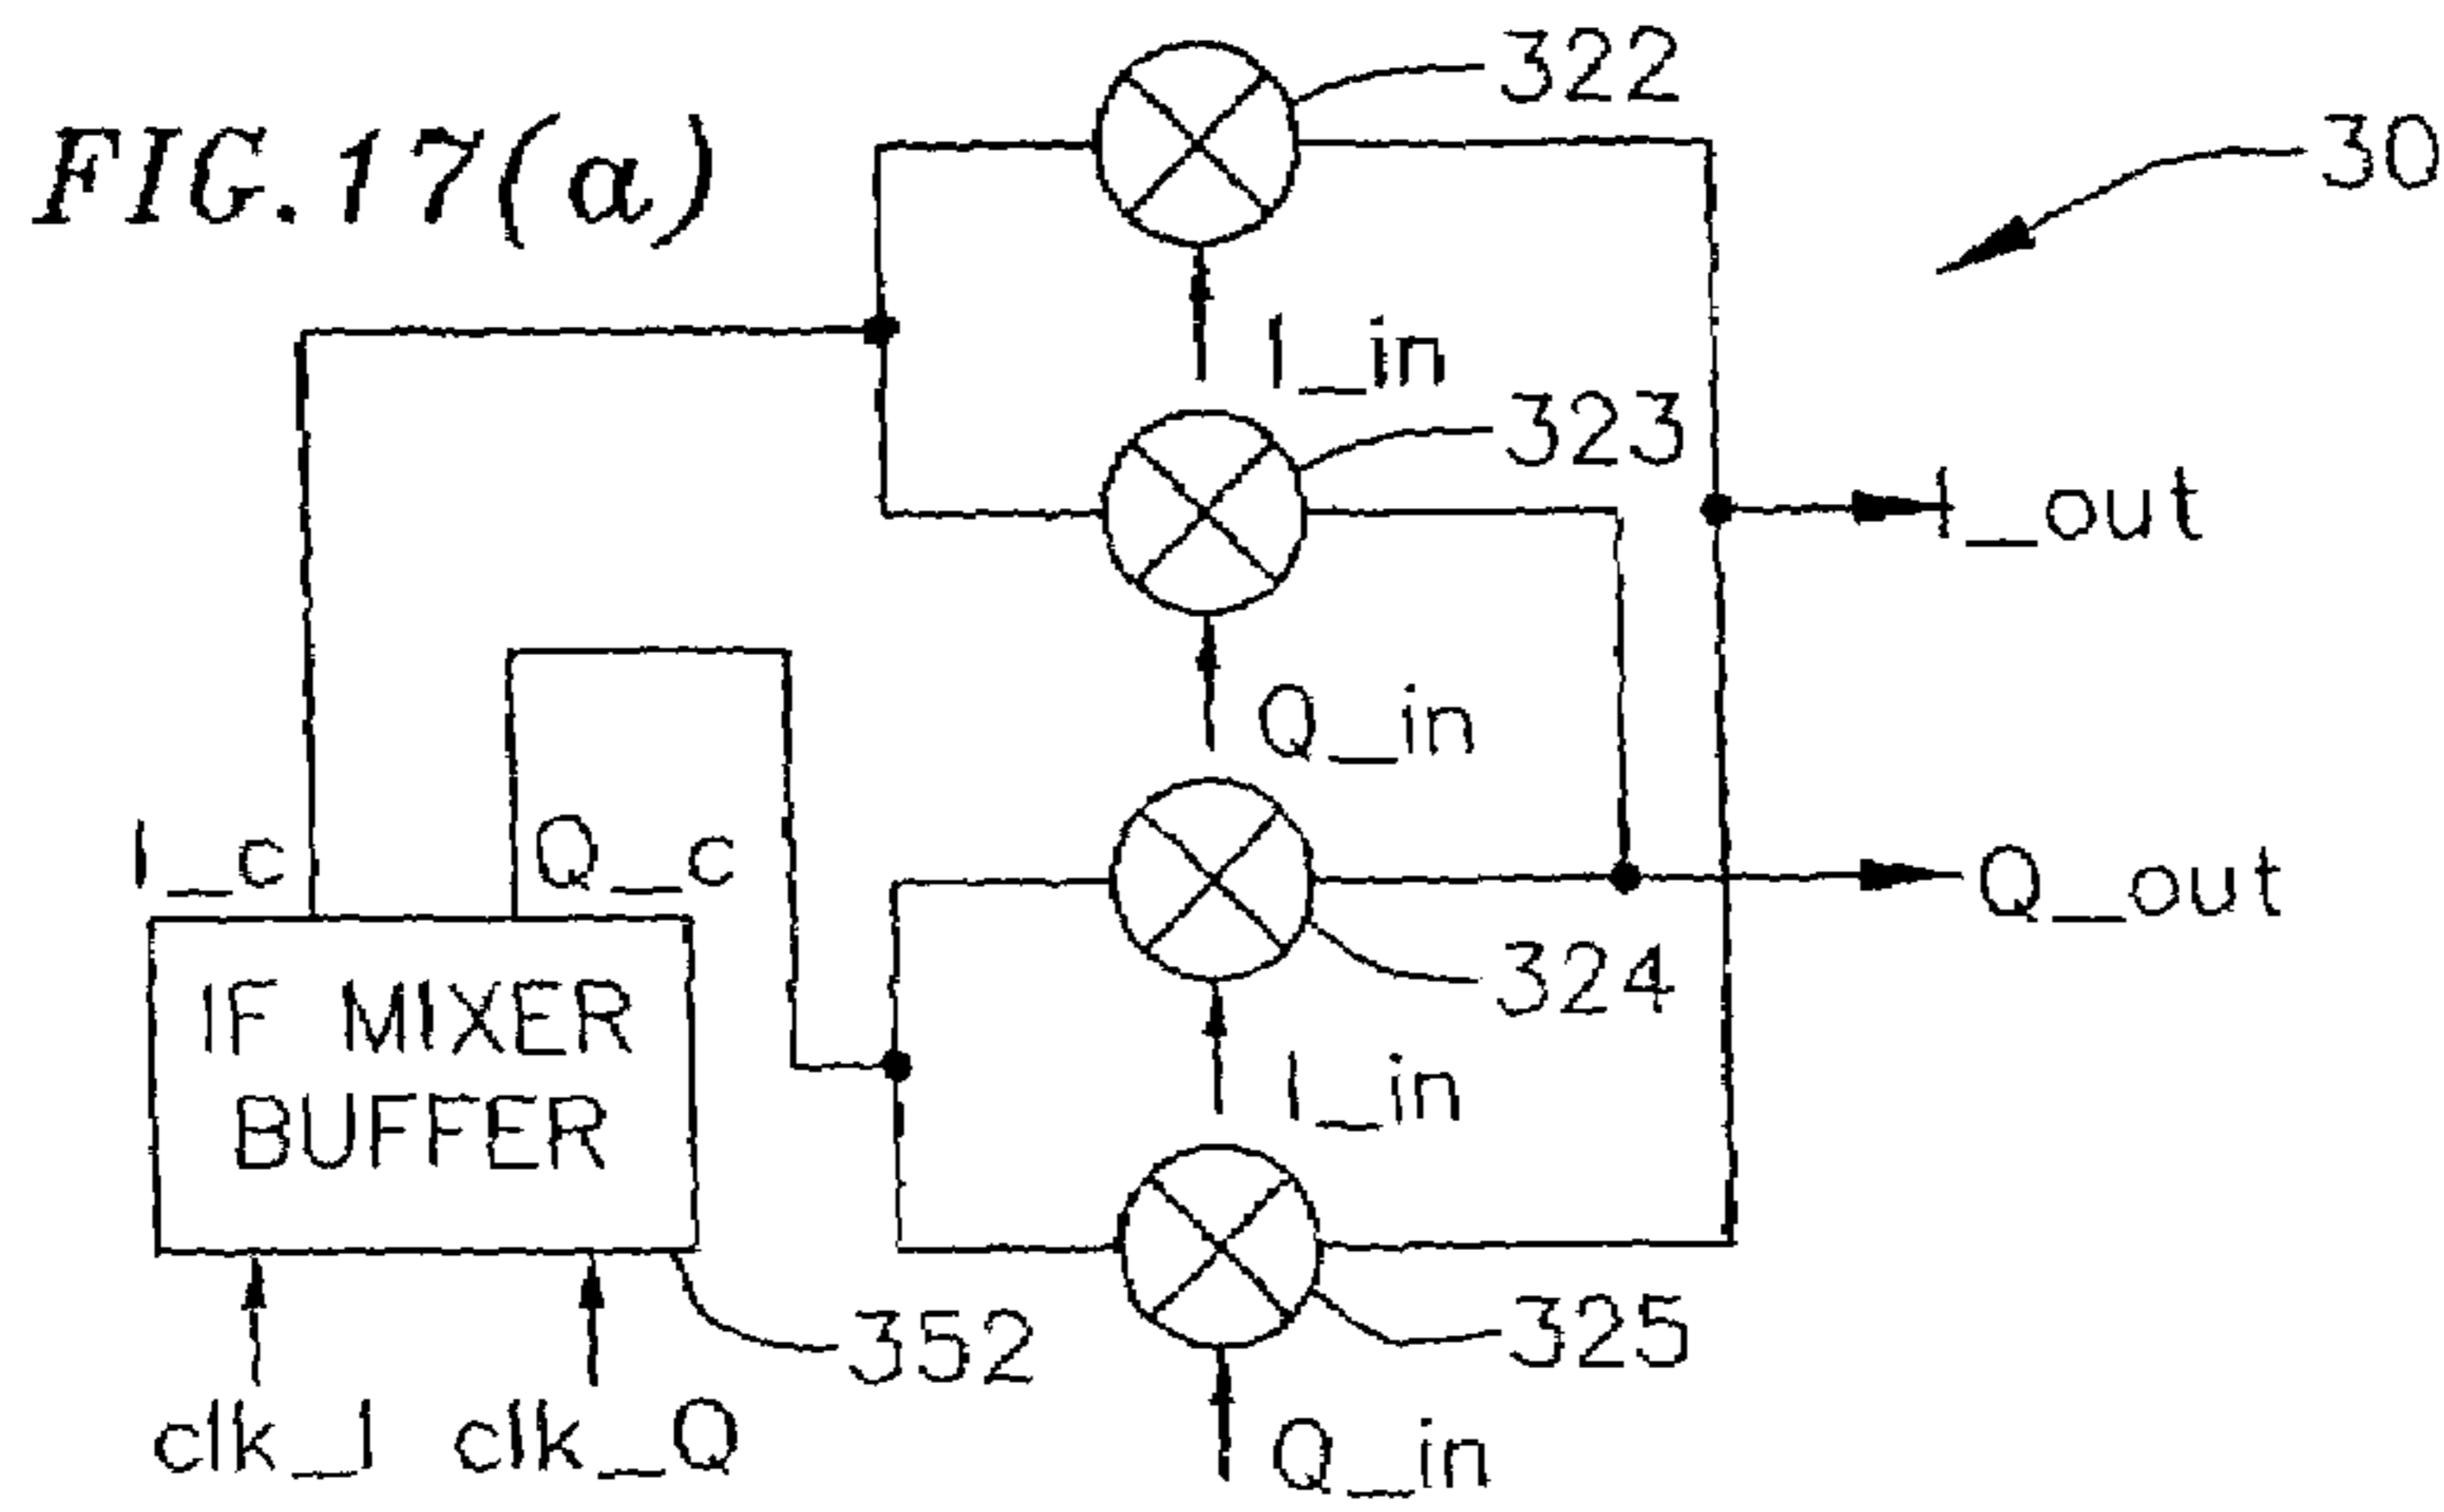 FIG.17(a)
322
30
I_in
323
I_out
Q_in
I_c
Q_c
Q_out
324
IF MIXER
BUFFER
I_in
352
325
clk_I
clk_Q
Q_in